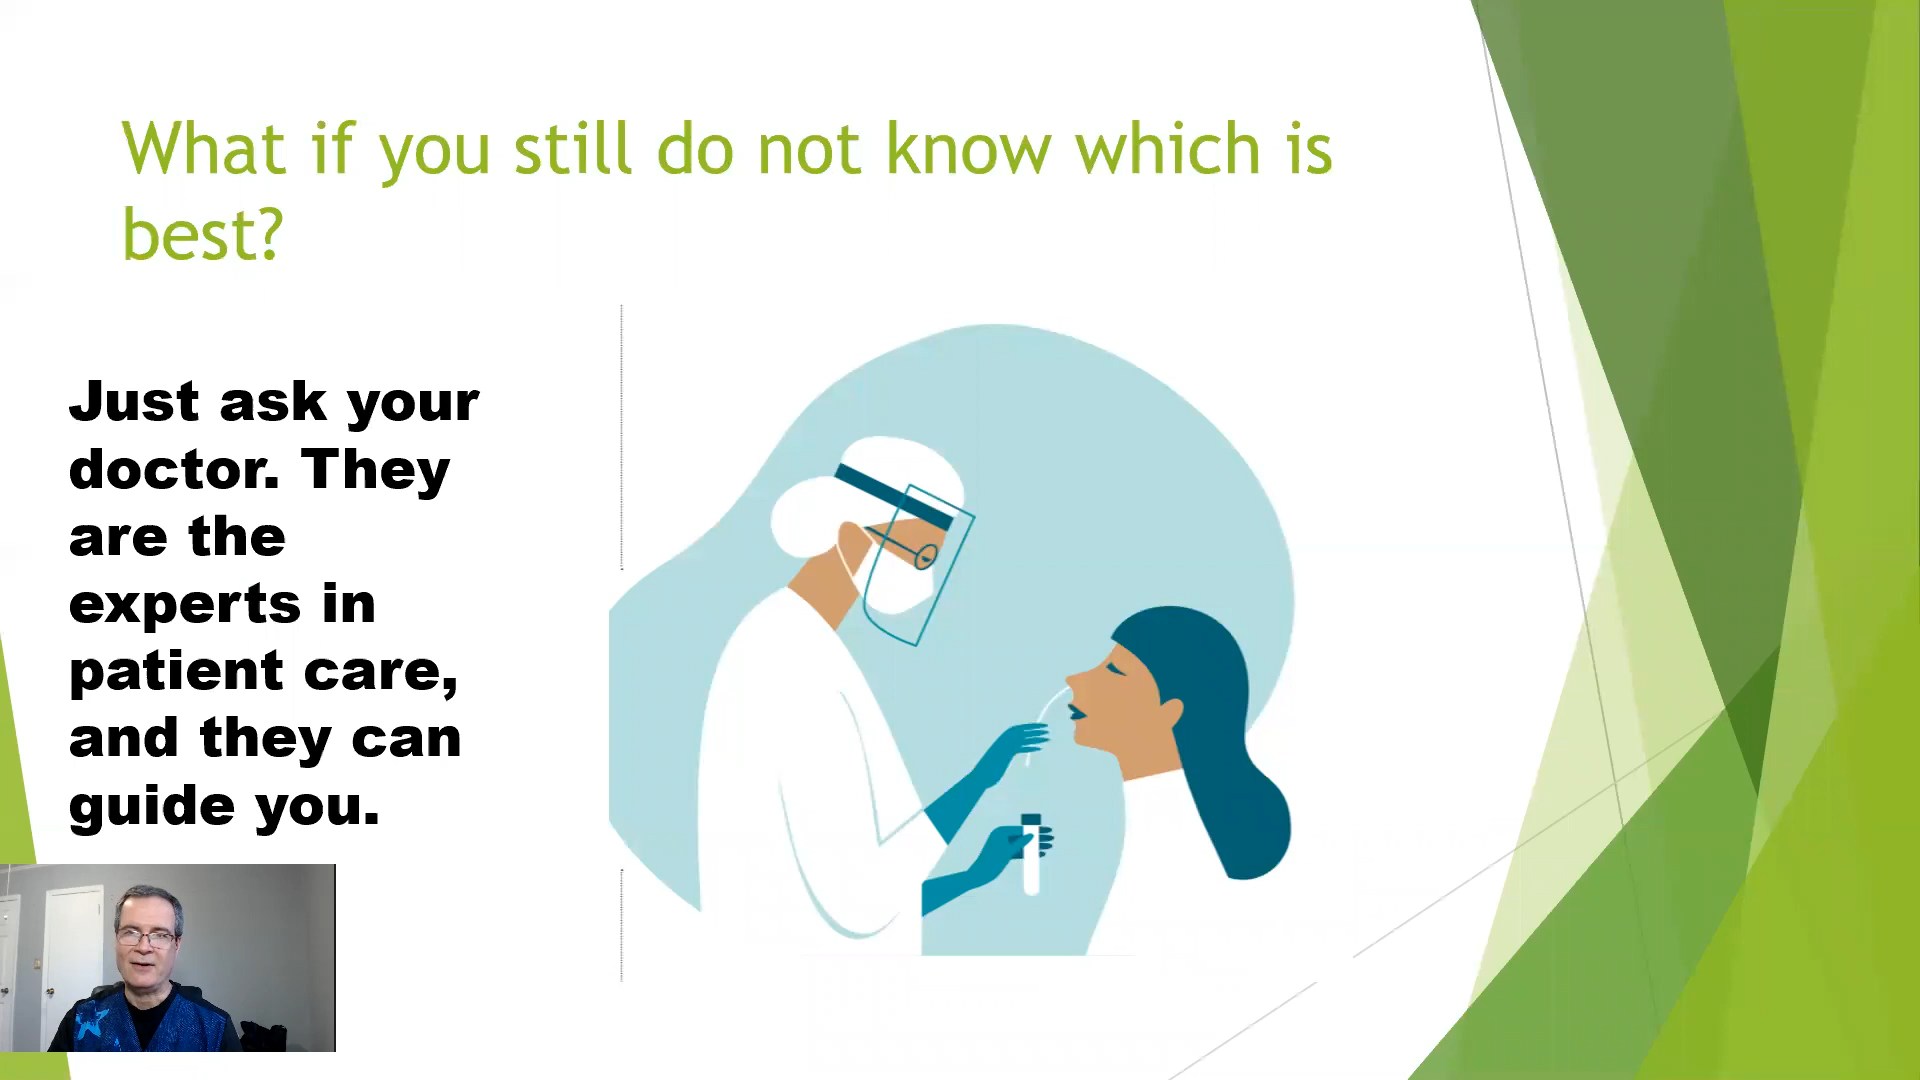 What if you still do not know which is
best?
Just ask your
doctor. They
are the
experts in
patient care,
and they can
guide you.